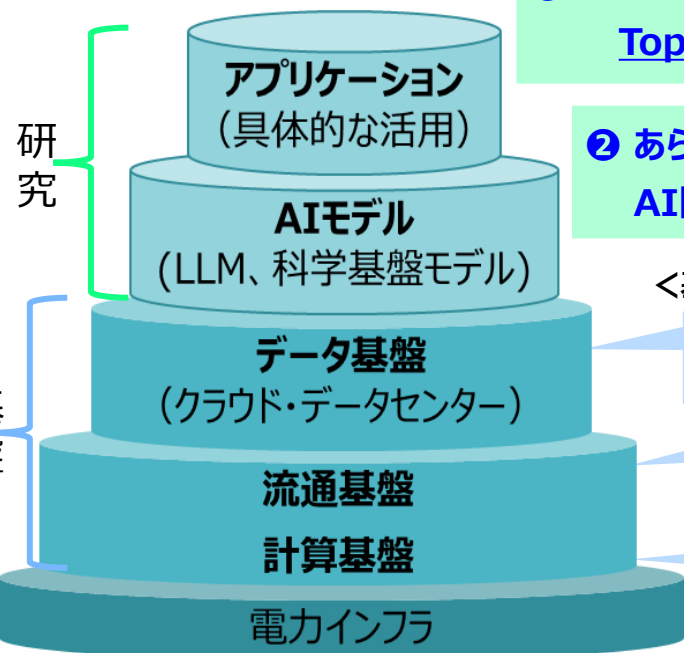 Top
研
究
アプリケーション
(具体的な活用)
❷ あら
AI
AIモデル
(LLM、科学基盤モデル)
データ基盤
(クラウド・データセンター)
流通基盤
計算基盤
電力インフラ